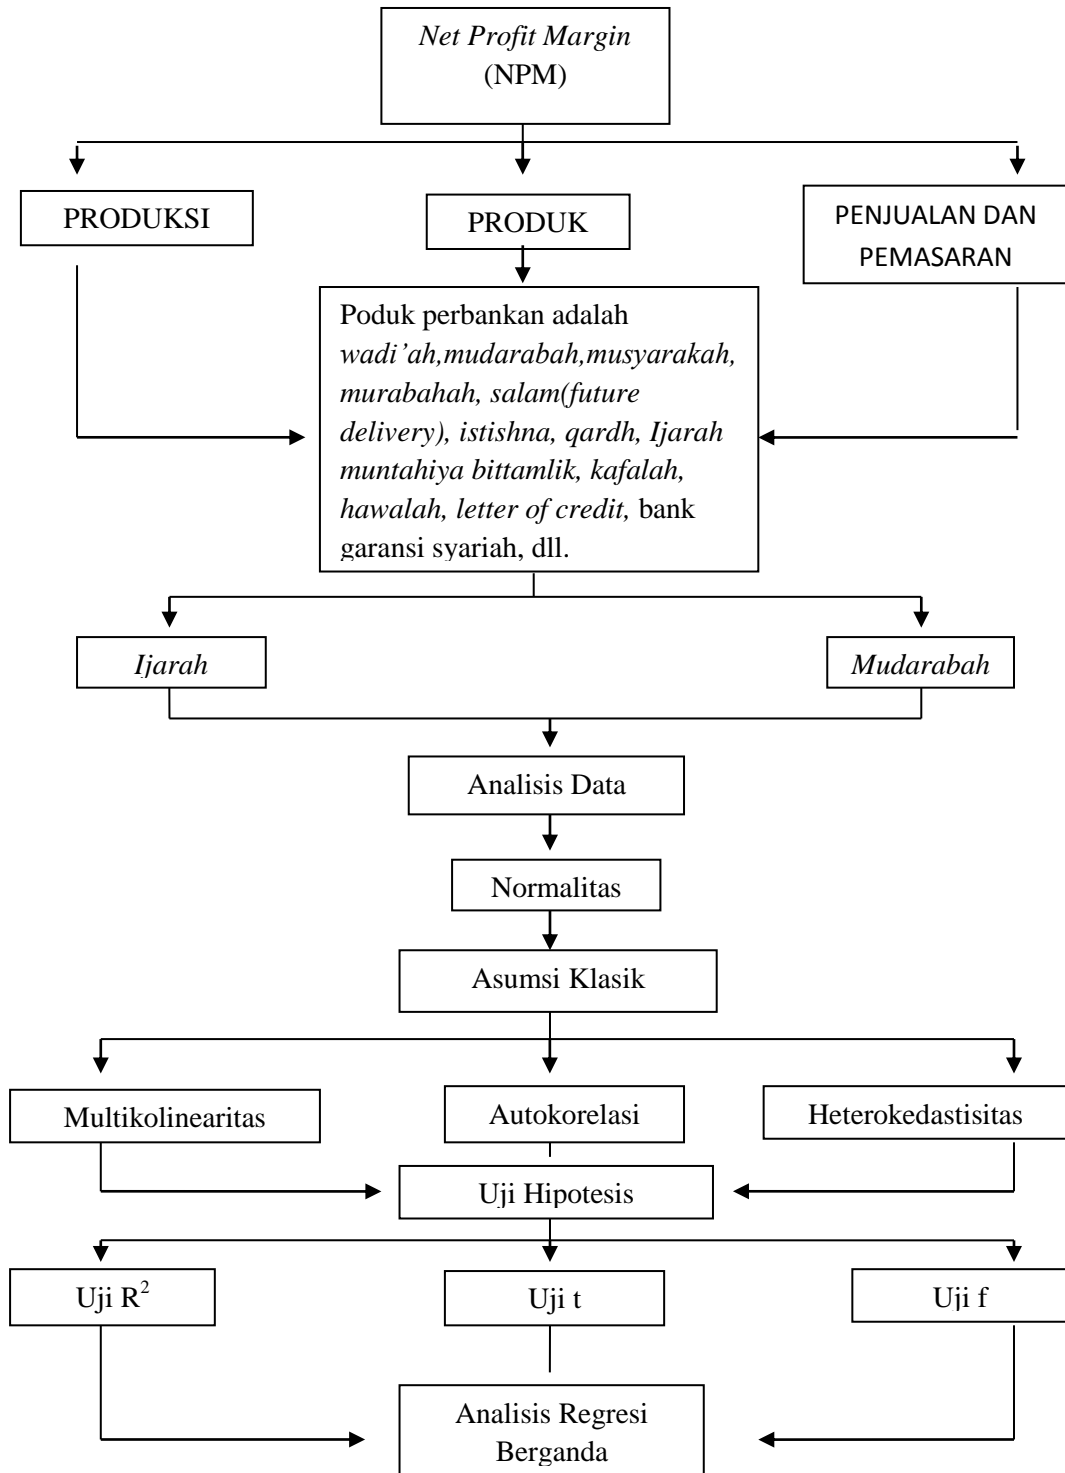 Net Profit Margin
(NPM)
PRODUKSI
PRODUK
PENJUALAN DAN
PEMASARAN
Poduk perbankan adalah
wadi’ah,mudarabah,musyarakah,
murabahah, salam(future
delivery), istishna, qardh, Ijarah
muntahiya bittamlik, kafalah,
hawalah, letter of credit, bank
garansi syariah, dll.
Ijarah
Mudarabah
Analisis Data
Normalitas
Asumsi Klasik
Multikolinearitas
Autokorelasi
Heterokedastisitas
Uji Hipotesis
Uji R²
Uji t
Uji f
Analisis Regresi
Berganda